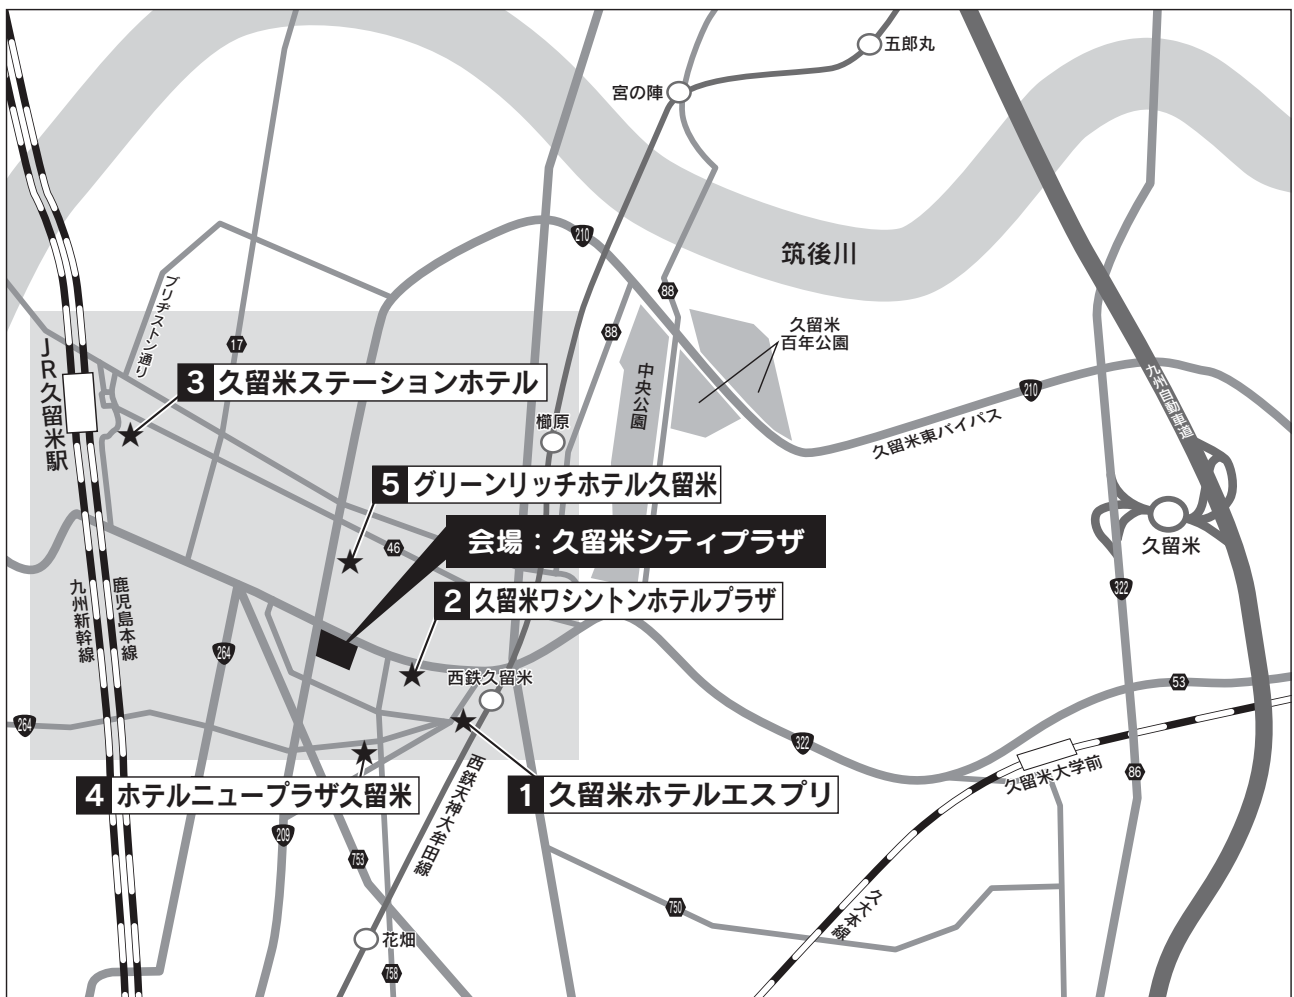 五郎丸
宮の陣
筑後川
210
88
88
久留米
百年公園
17
ブリヂストン通り
JR久留米駅
3 久留米ステーションホテル
中央公園
210
九州自動車道
久留米東バイパス
櫛原
5 グリーンリッチホテル久留米
会場:久留米シティプラザ
46
久留米
2 久留米ワシントンホテルプラザ
322
九州新幹線
鹿児島本線
264
西鉄久留米
53
264
322
久留米大学前
86
4 ホテルニュープラザ久留米
1 久留米ホテルエスプリ
西鉄天神大牟田線
209
753
750
久大本線
花畑
758